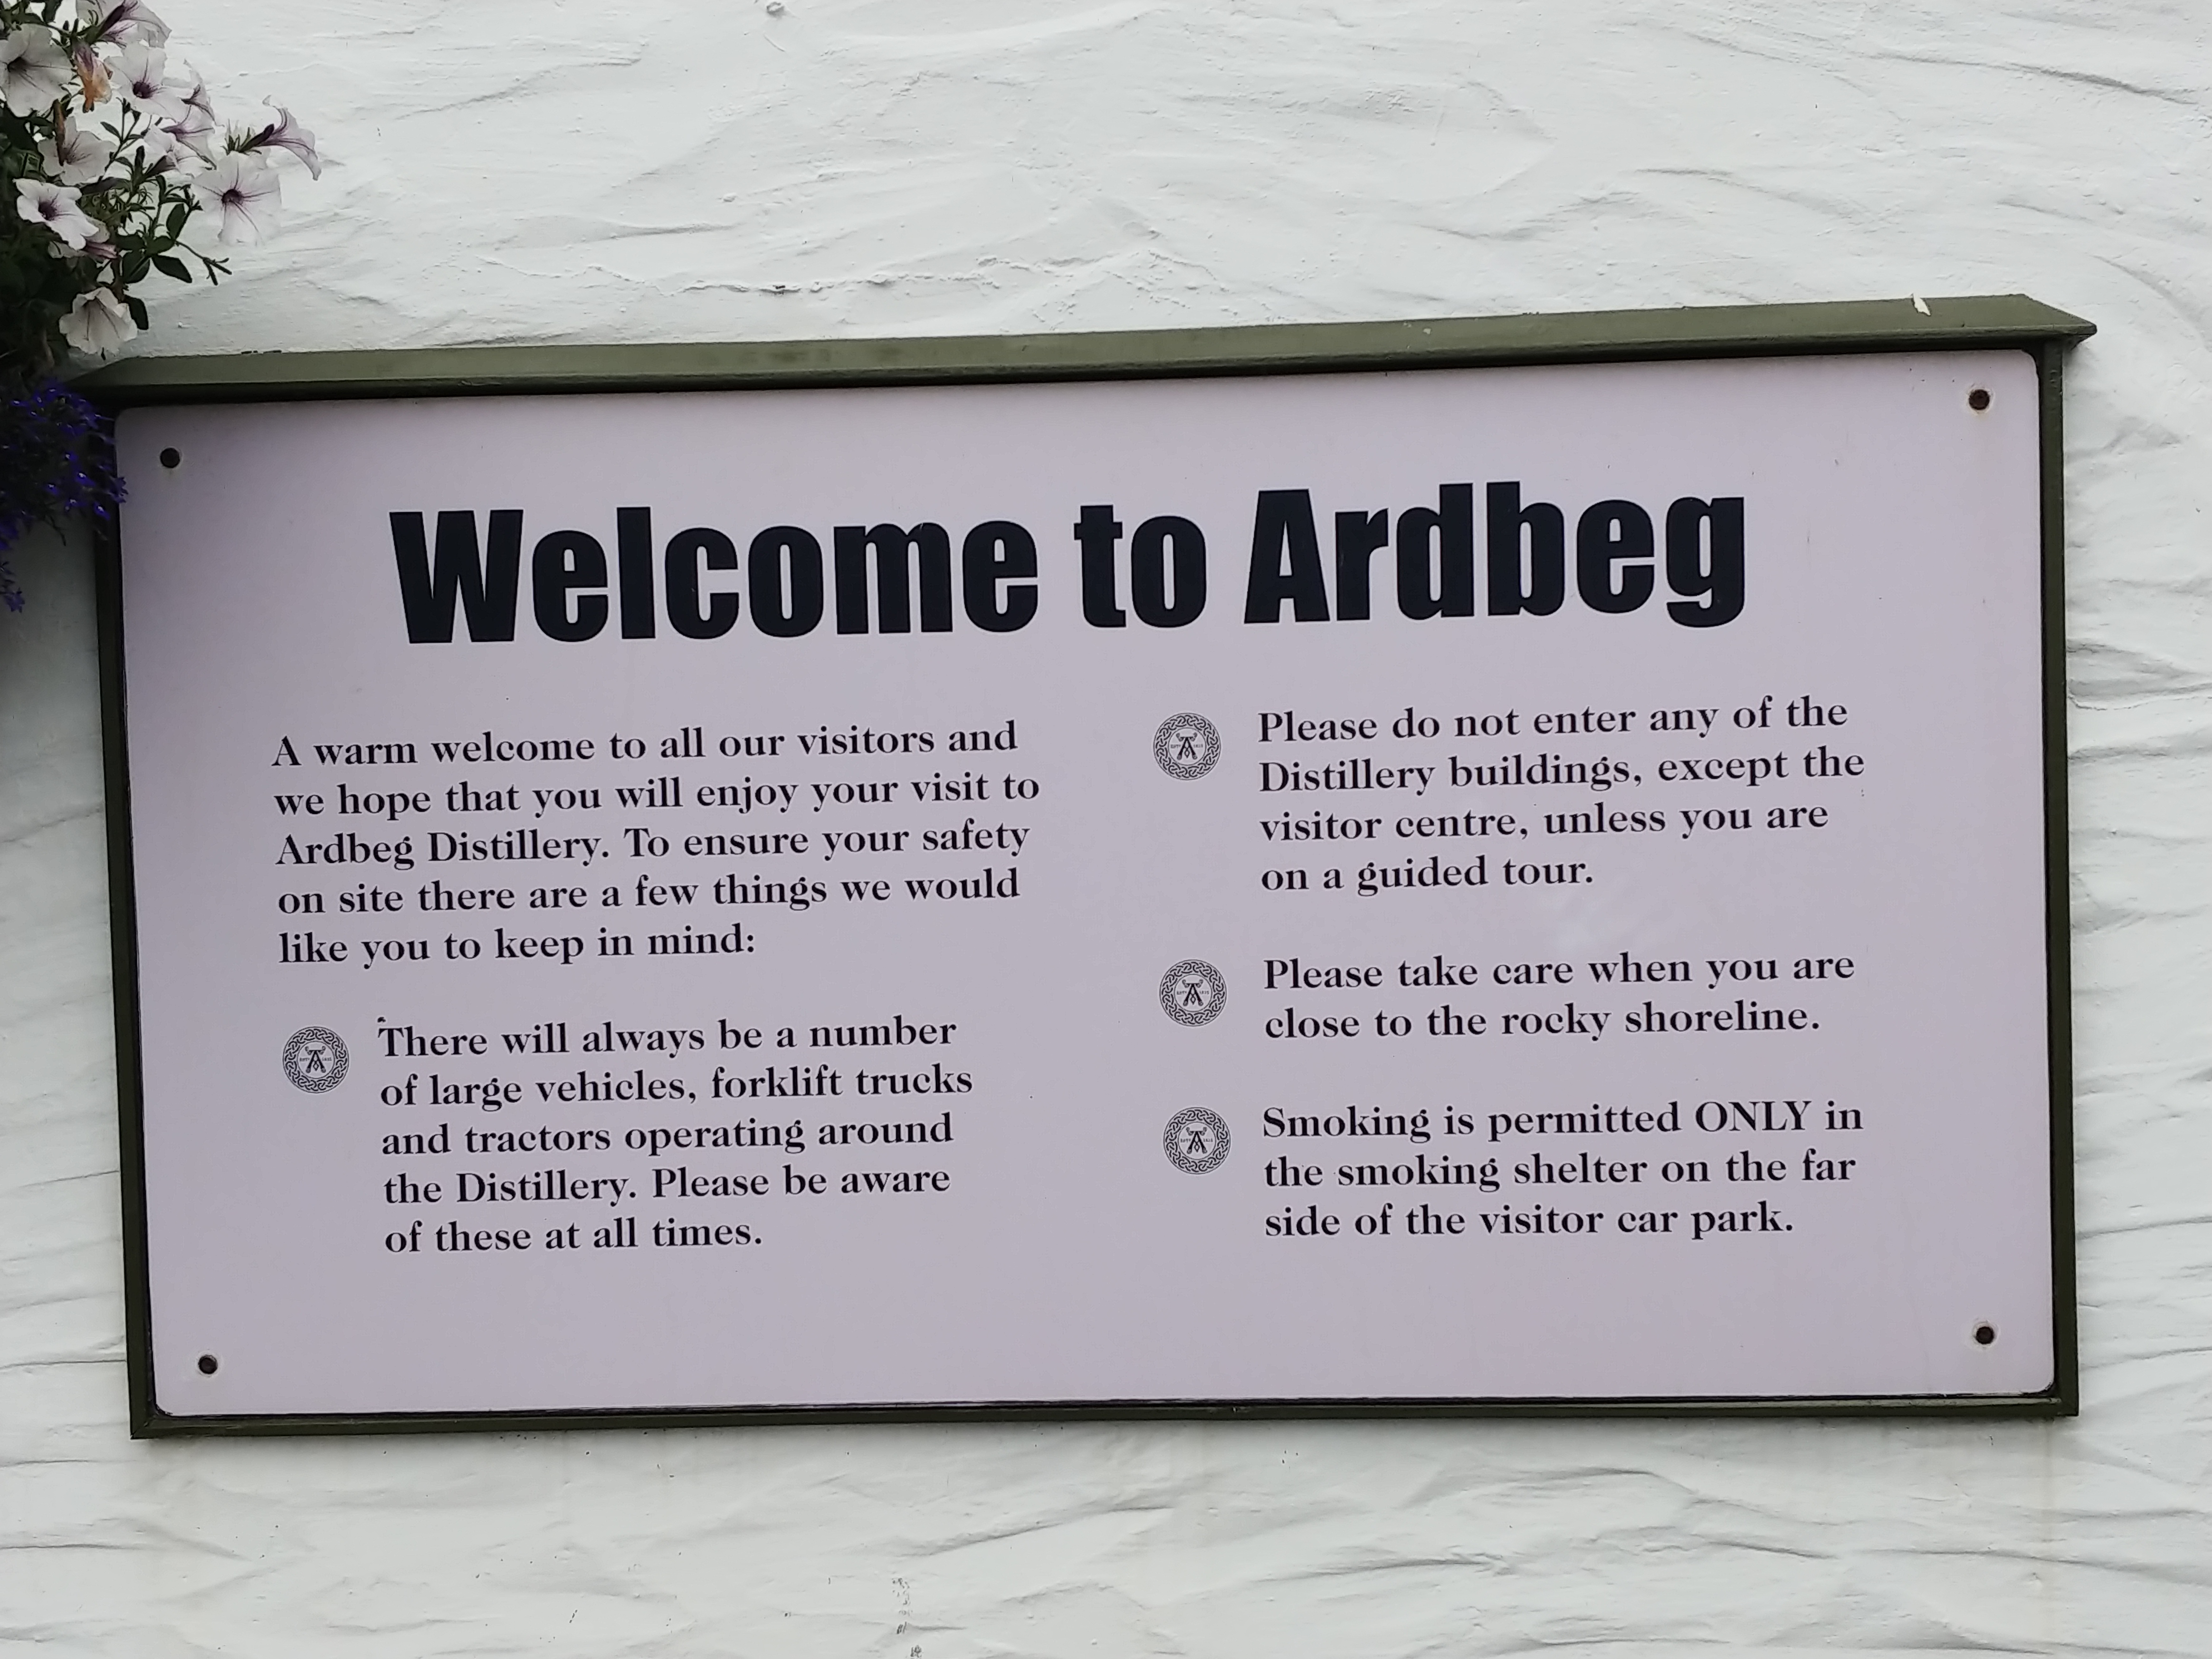 Welcome to Ardbeg
A warm welcome to all our visitors and
we hope that you will enjoy your visit to
Ardbeg Distillery. To ensure your safety
on site there are a few things we would
like you to keep in mind:
There will always be a number
of large vehicles, forklift trucks
and tractors operating around
the Distillery. Please be aware
of these at all times.
Please do not enter any of the
Distillery buildings, except the
visitor centre, unless you are
on a guided tour.
Please take care when you are
close to the rocky shoreline.
Smoking is permitted ONLY in
the smoking shelter on the far
side of the visitor car park.